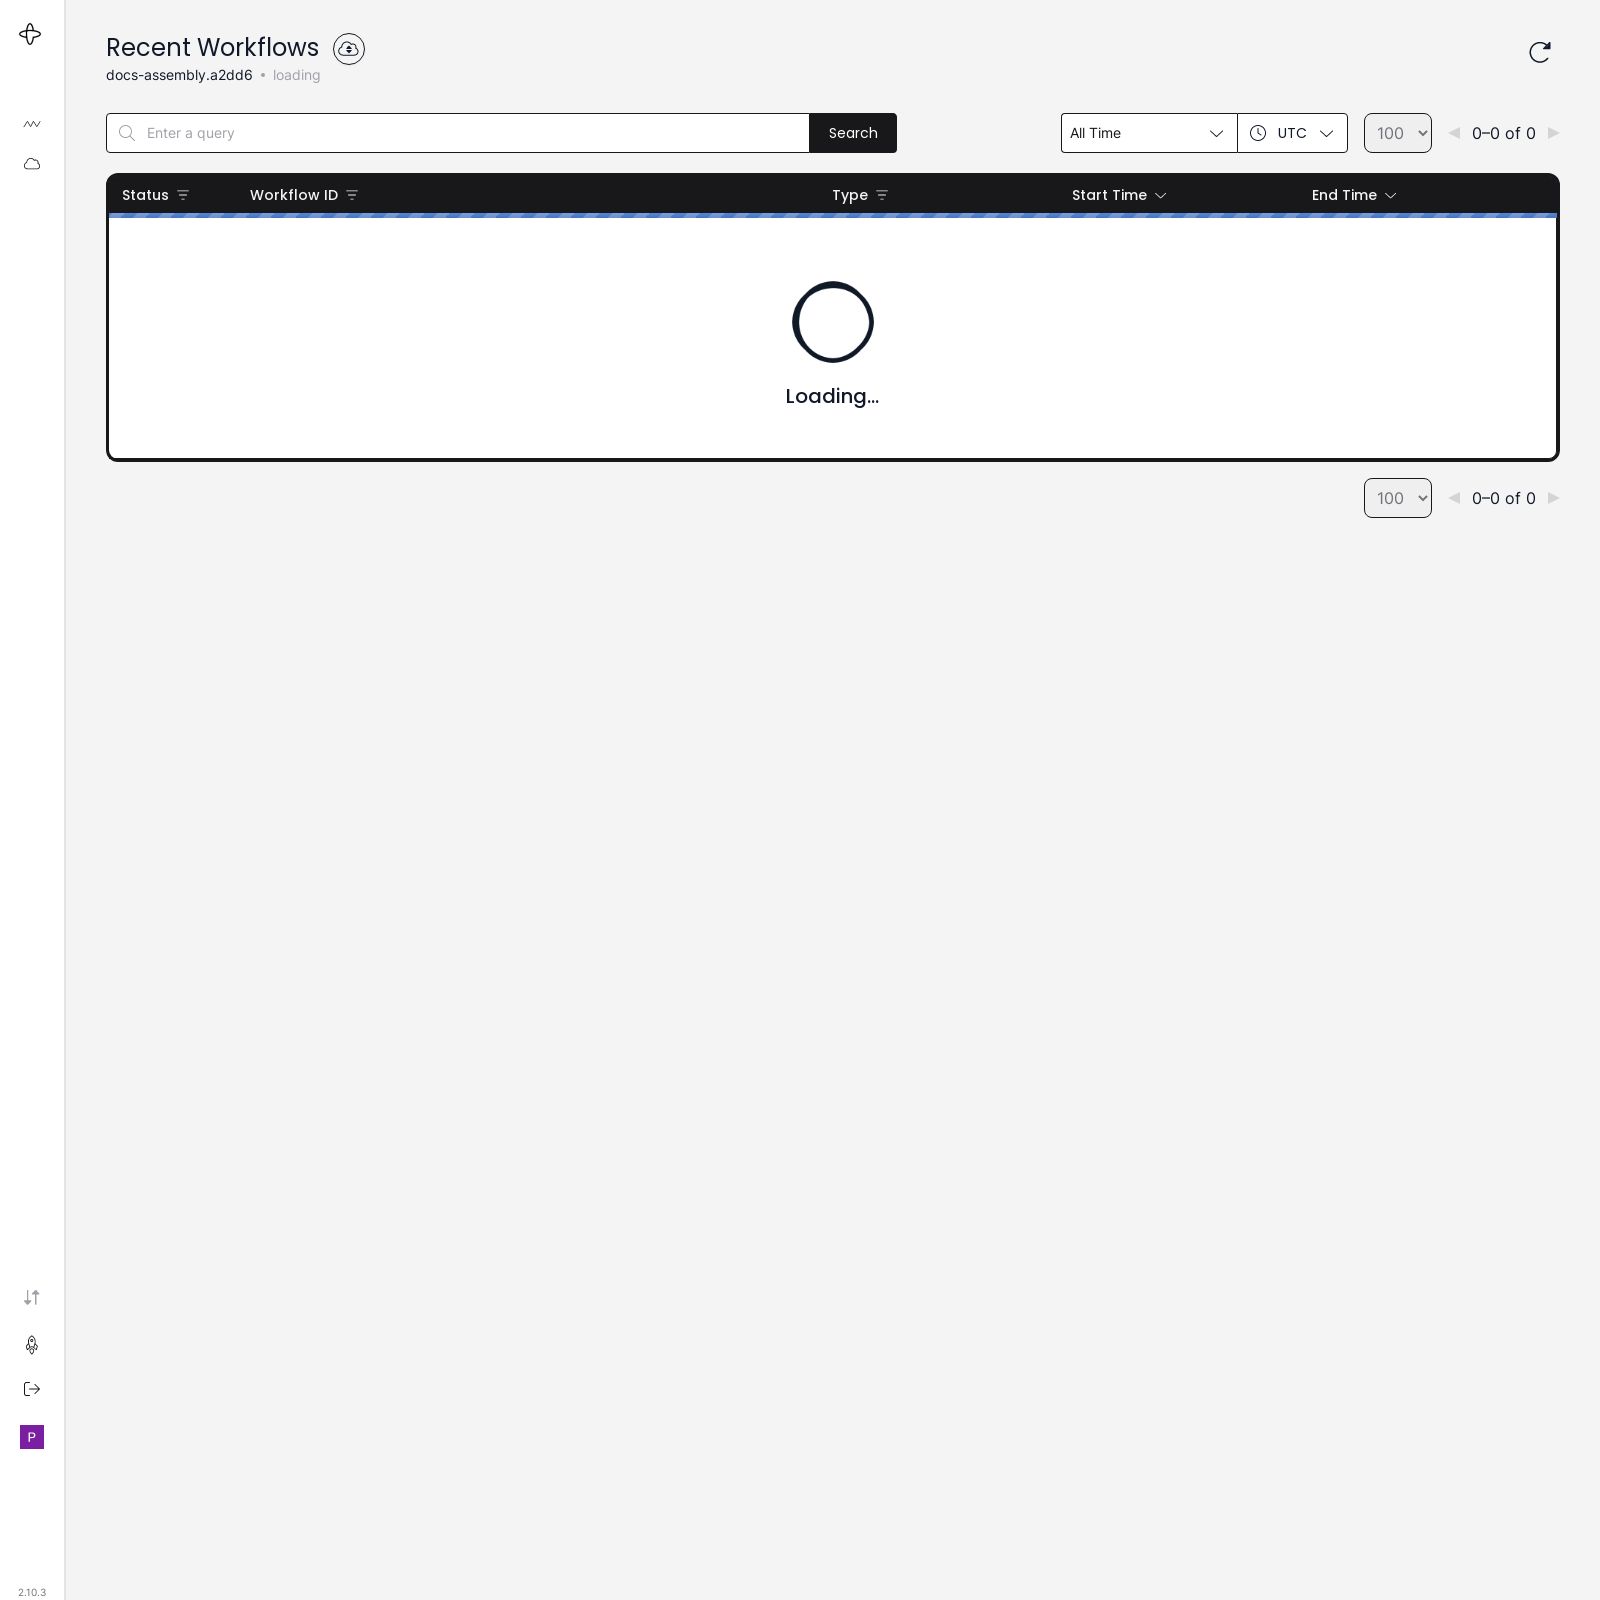 Recent Workflows
docs-assembly.a2dd6 • loading
Enter a query Search All Time UTC 100 0–0 of 0
Status Workflow ID Type Start Time End Time
Loading...
100 0–0 of 0
P
2.10.3